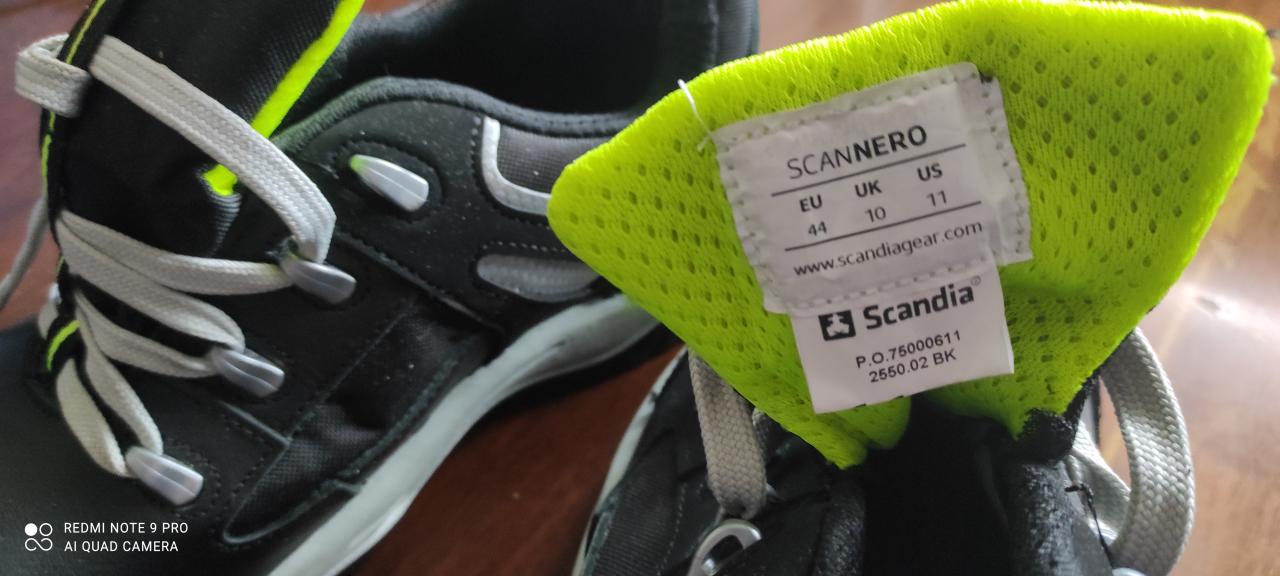 SCANNERO
EU UK US
44 10 11
www.scandiagear.com
Scandia®
P.O.75000611
2550.02 BK
REDMI NOTE 9 PRO
AI QUAD CAMERA